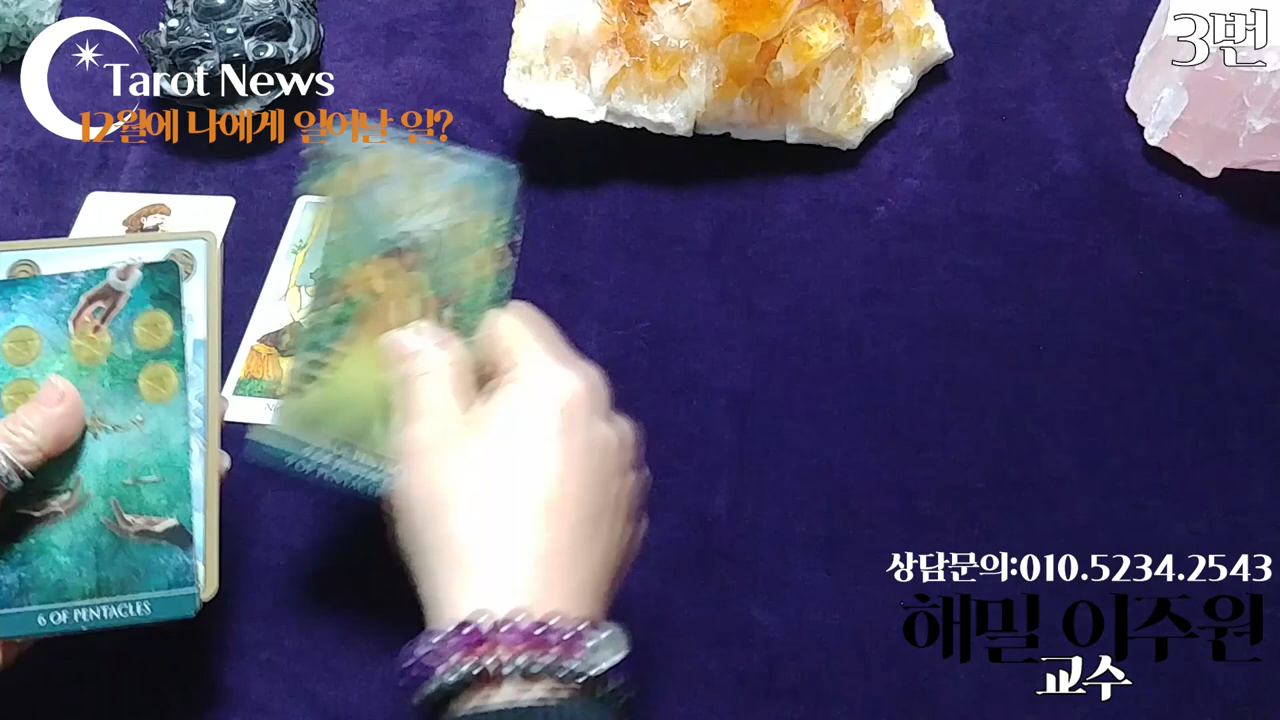 Tarot News
12월에 나에게 일어날 일?
3번
6 OF PENTACLES
상담문의:010.5234.2543
해밀 이주원
교수